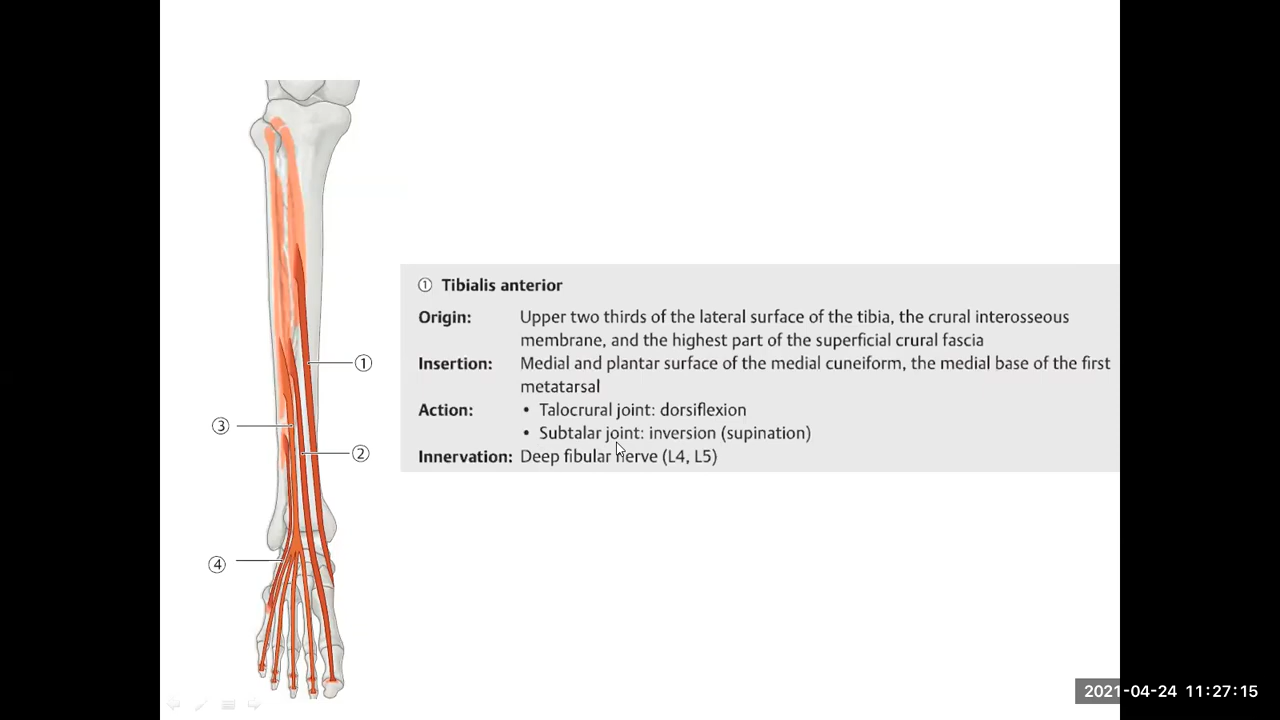 ① Tibialis anterior
Origin: Upper two thirds of the lateral surface of the tibia, the crural interosseous
membrane, and the highest part of the superficial crural fascia
Insertion: Medial and plantar surface of the medial cuneiform, the medial base of the first
metatarsal
Action: • Talocrural joint: dorsiflexion
• Subtalar joint: inversion (supination)
Innervation: Deep fibular nerve (L4, L5)
①
③
②
④
2021-04-24 11:27:15